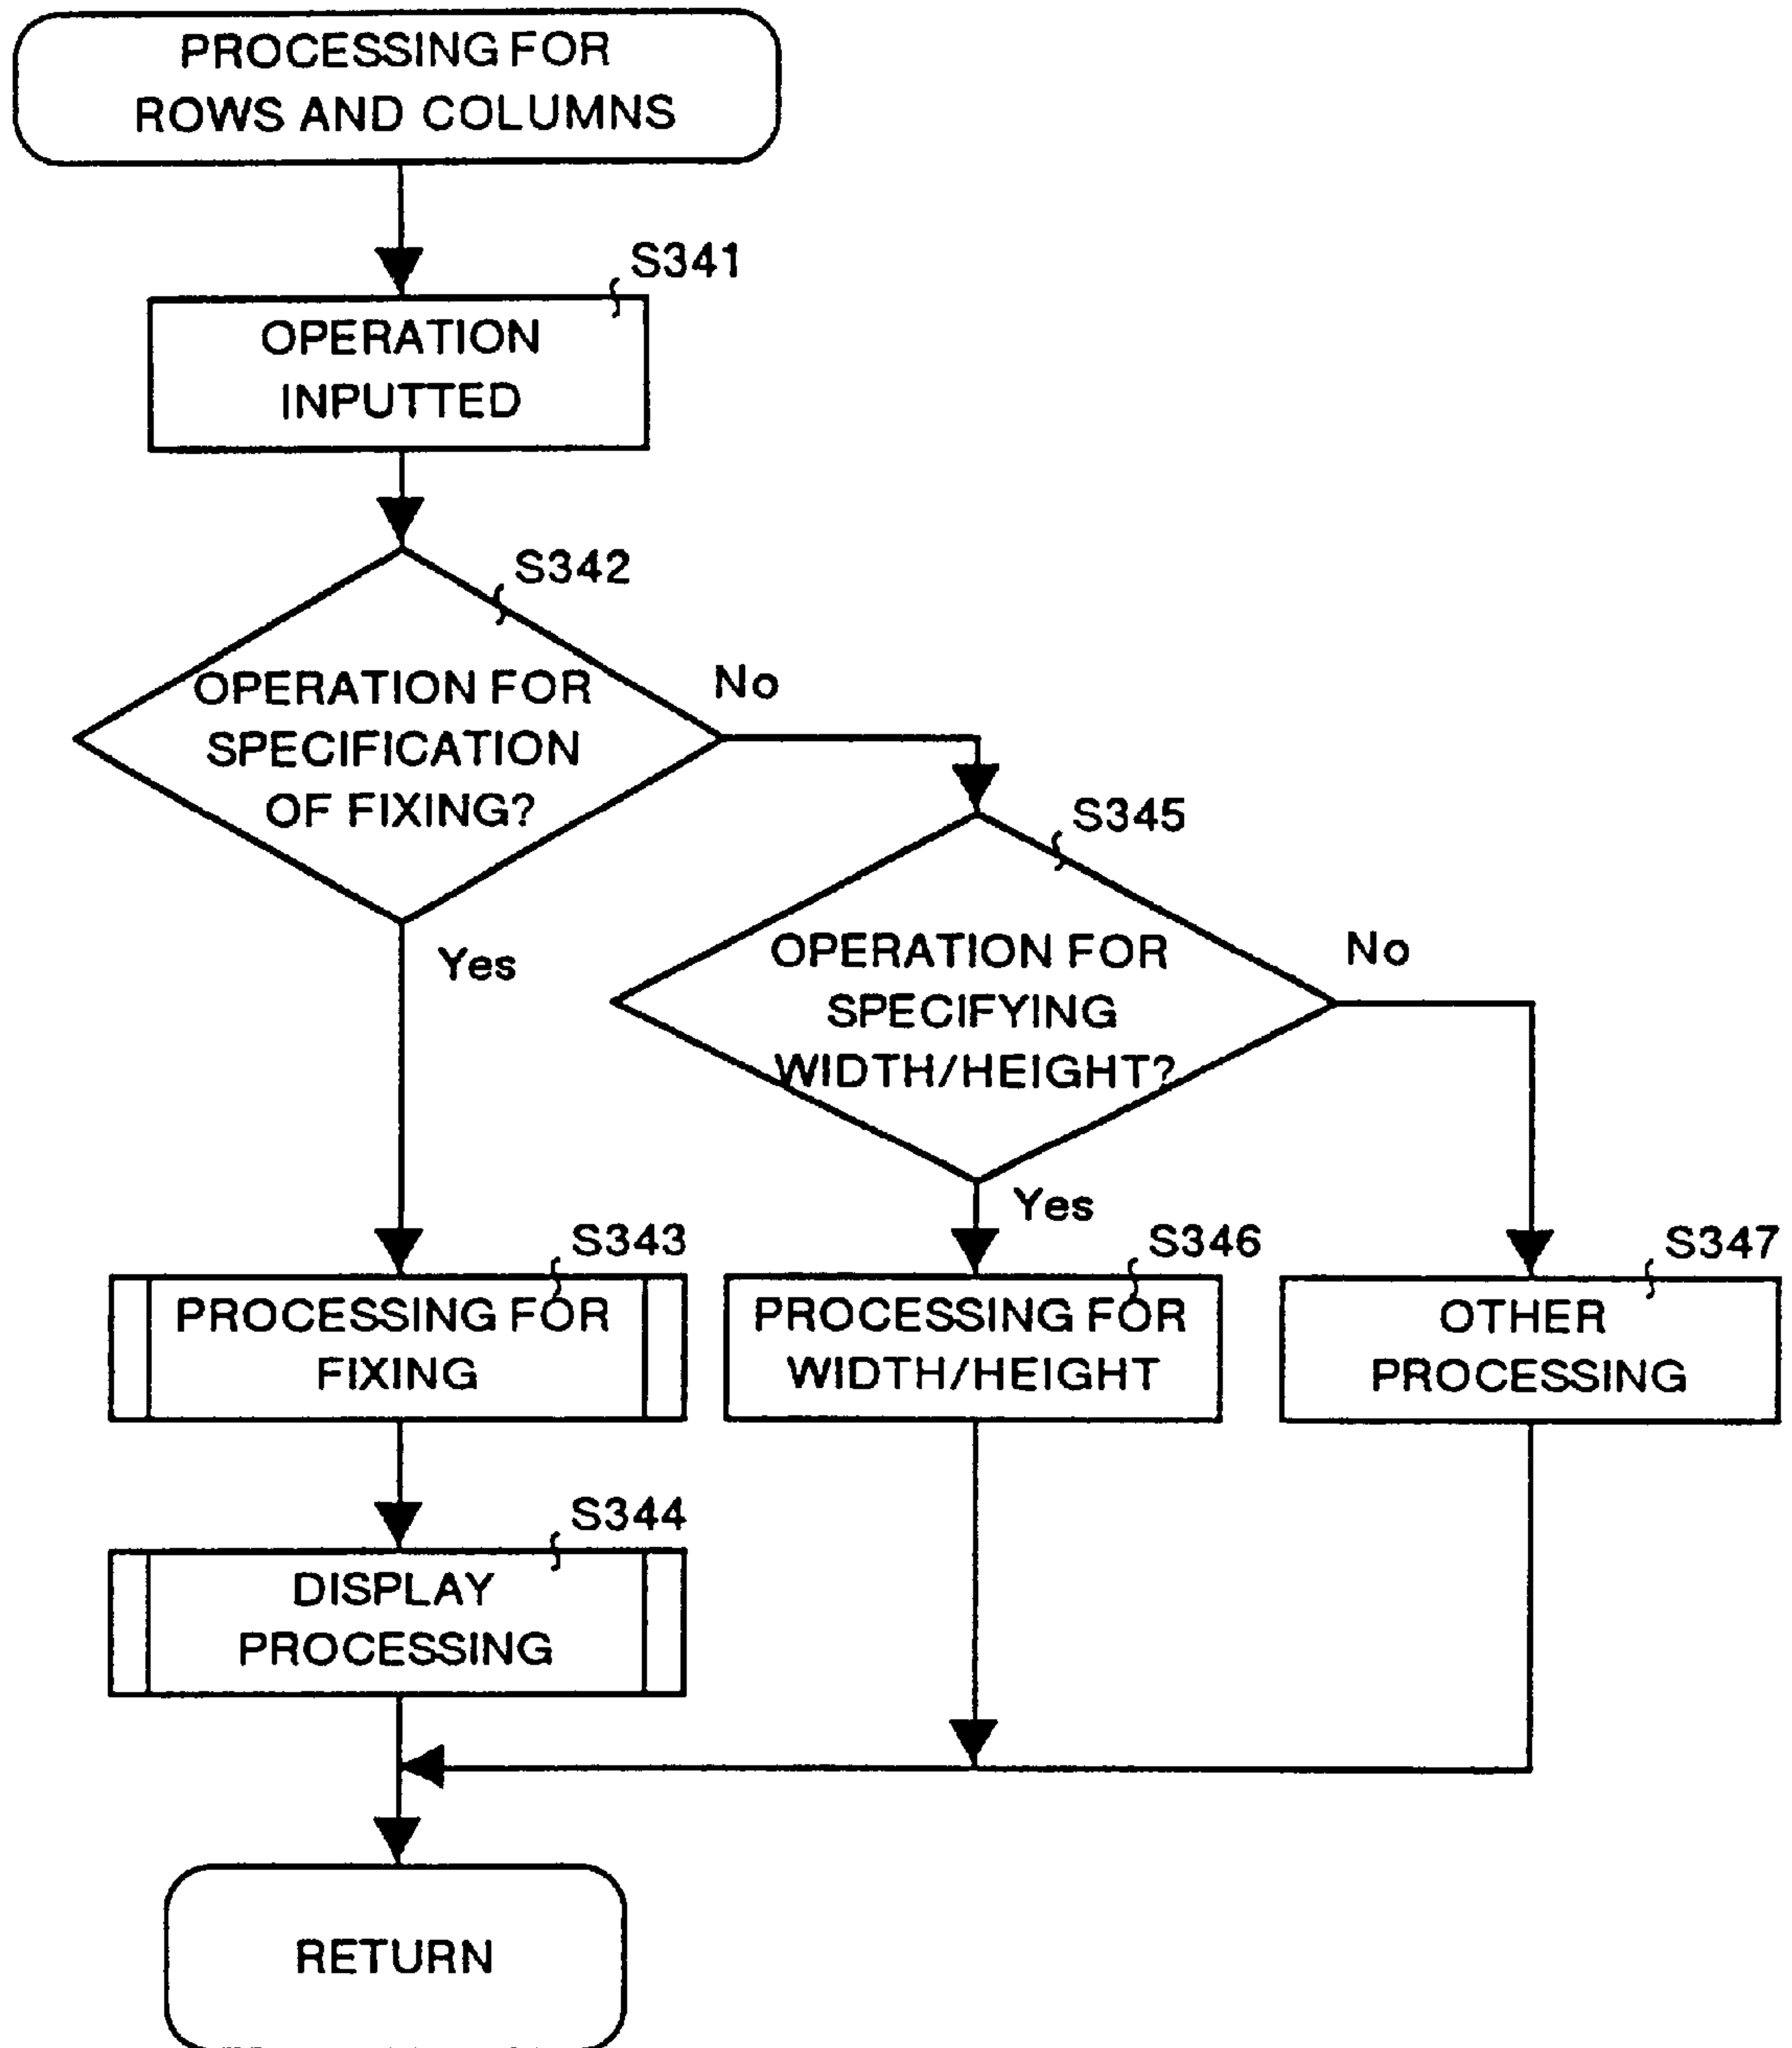 PROCESSING FOR
ROWS AND COLUMNS
S341
OPERATION
INPUTTED
S342
OPERATION FOR
SPECIFICATION
OF FIXING?
No
Yes
S345
OPERATION FOR
SPECIFYING
WIDTH/HEIGHT?
No
Yes
S343
PROCESSING FOR
FIXING
S346
PROCESSING FOR
WIDTH/HEIGHT
S347
OTHER
PROCESSING
S344
DISPLAY
PROCESSING
RETURN